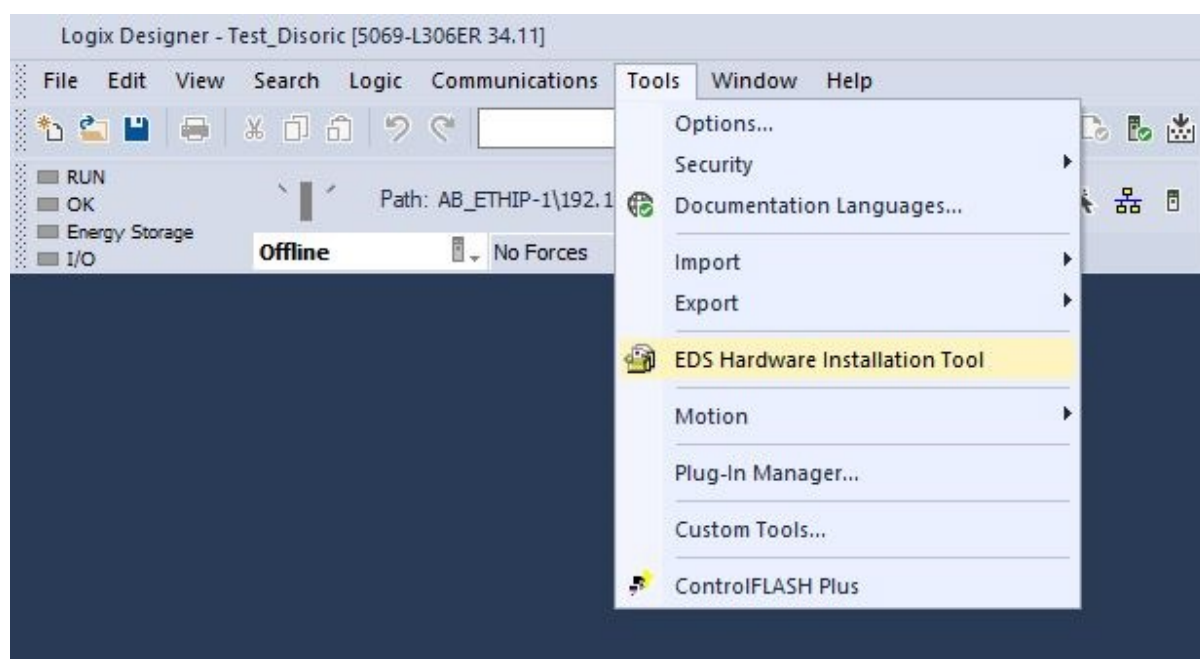 Logix Designer - Test_Disoric [5069-L306ER 34.11]
File Edit View Search Logic Communications Tools Window Help
Options...
Security
RUN
OK
Energy Storage
I/O
Path: AB_ETHIP-1\192.1
Documentation Languages...
Offline
No Forces
Import
Export
EDS Hardware Installation Tool
Motion
Plug-In Manager...
Custom Tools...
ControlFLASH Plus